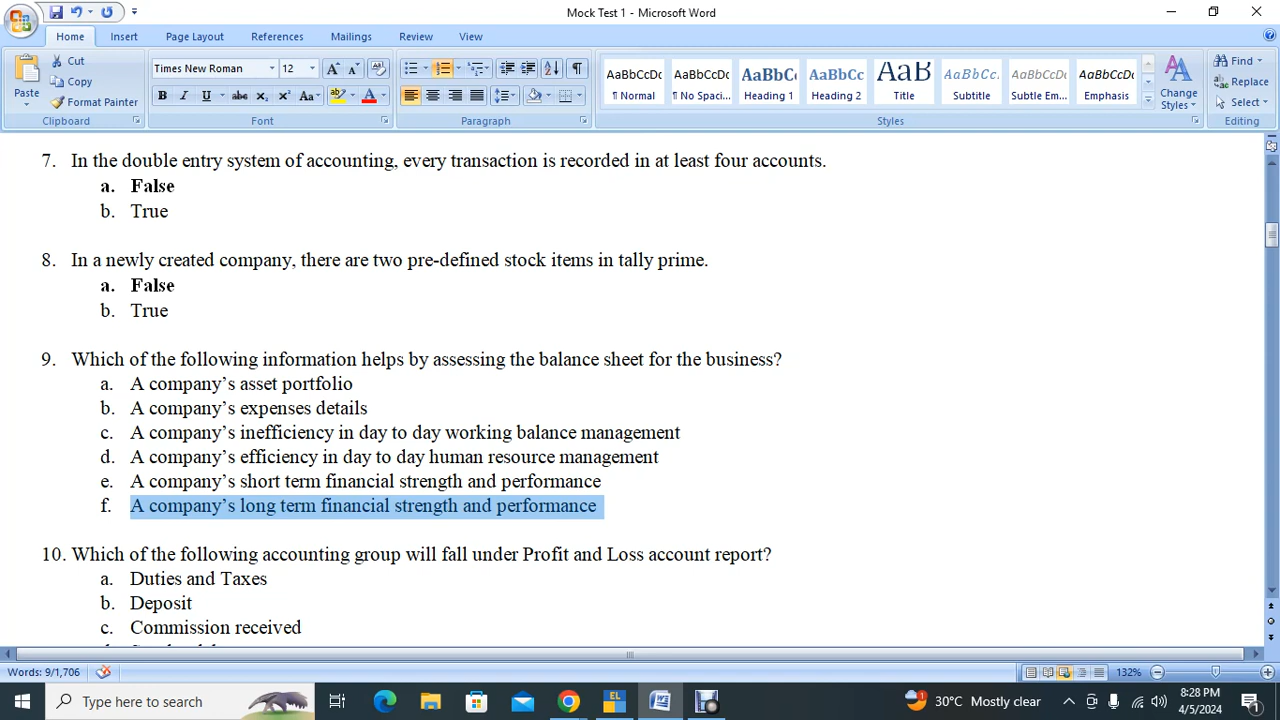 Mock Test 1 - Microsoft Word
Home Insert Page Layout References Mailings Review View
Paste
Cut
Copy
Format Painter
Clipboard
Times New Roman 12
Font
Paragraph
AaBbCcDc AaBbCcDc AaBbC AaBbCc AaB AaBbCc. AaBbCcDc AaBbCcDc
¶ Normal ¶ No Spaci... Heading 1 Heading 2 Title Subtitle Subtle Em... Emphasis
Change Styles
Styles
Find
Replace
Select
Editing
7. In the double entry system of accounting, every transaction is recorded in at least four accounts.
a. False
b. True
8. In a newly created company, there are two pre-defined stock items in tally prime.
a. False
b. True
9. Which of the following information helps by assessing the balance sheet for the business?
a. A company’s asset portfolio
b. A company’s expenses details
c. A company’s inefficiency in day to day working balance management
d. A company’s efficiency in day to day human resource management
e. A company’s short term financial strength and performance
f. A company’s long term financial strength and performance
10. Which of the following accounting group will fall under Profit and Loss account report?
a. Duties and Taxes
b. Deposit
c. Commission received
Words: 9/1,706
132%
Type here to search
EL
30°C Mostly clear
8:28 PM
4/5/2024
1